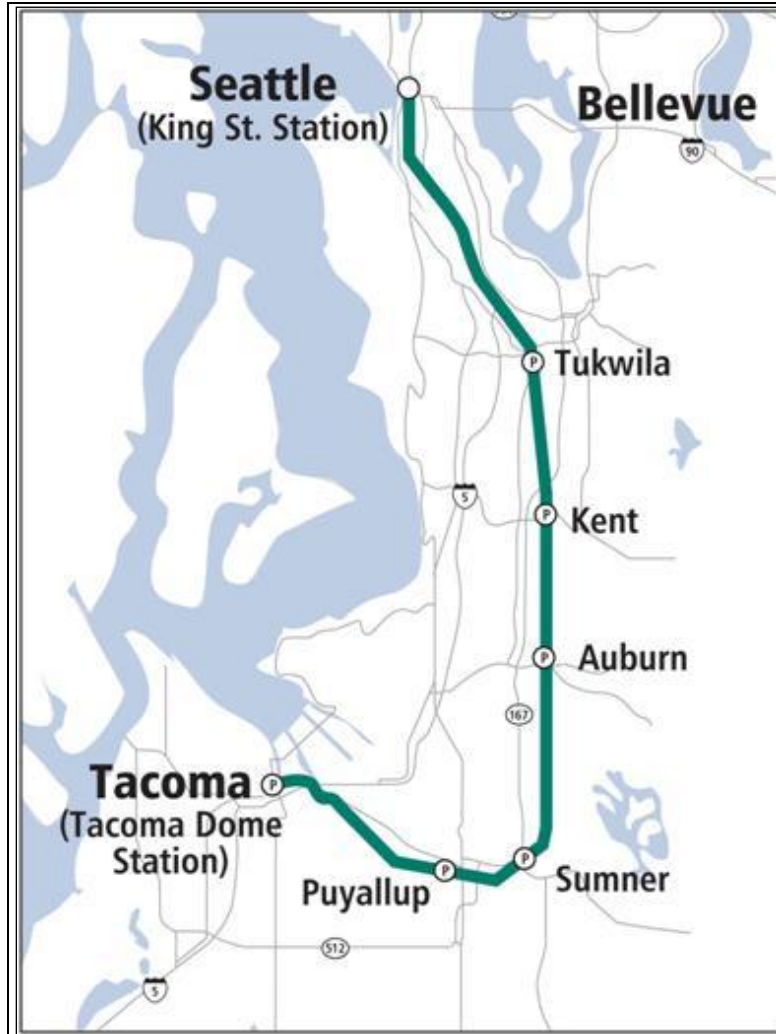 Seattle
(King St. Station)
Bellevue
90
P Tukwila
5
P Kent
P Auburn
167
Tacoma P
(Tacoma Dome
Station)
Puyallup P
P Sumner
512
5